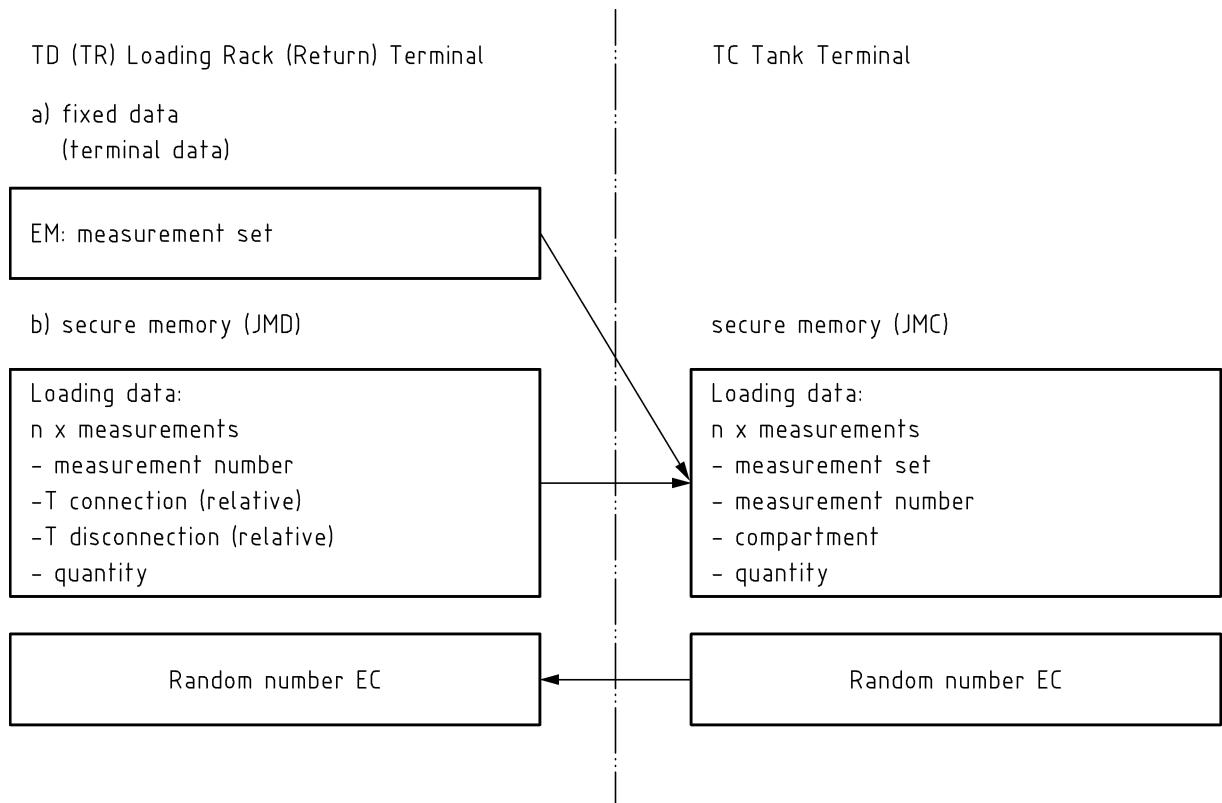 TD (TR) Loading Rack (Return) Terminal
TC Tank Terminal
a) fixed data
(terminal data)
EM: measurement set
b) secure memory (JMD)
secure memory (JMC)
Loading data:
n x measurements
- measurement number
-T connection (relative)
-T disconnection (relative)
- quantity
Loading data:
n x measurements
- measurement set
- measurement number
- compartment
- quantity
Random number EC
Random number EC